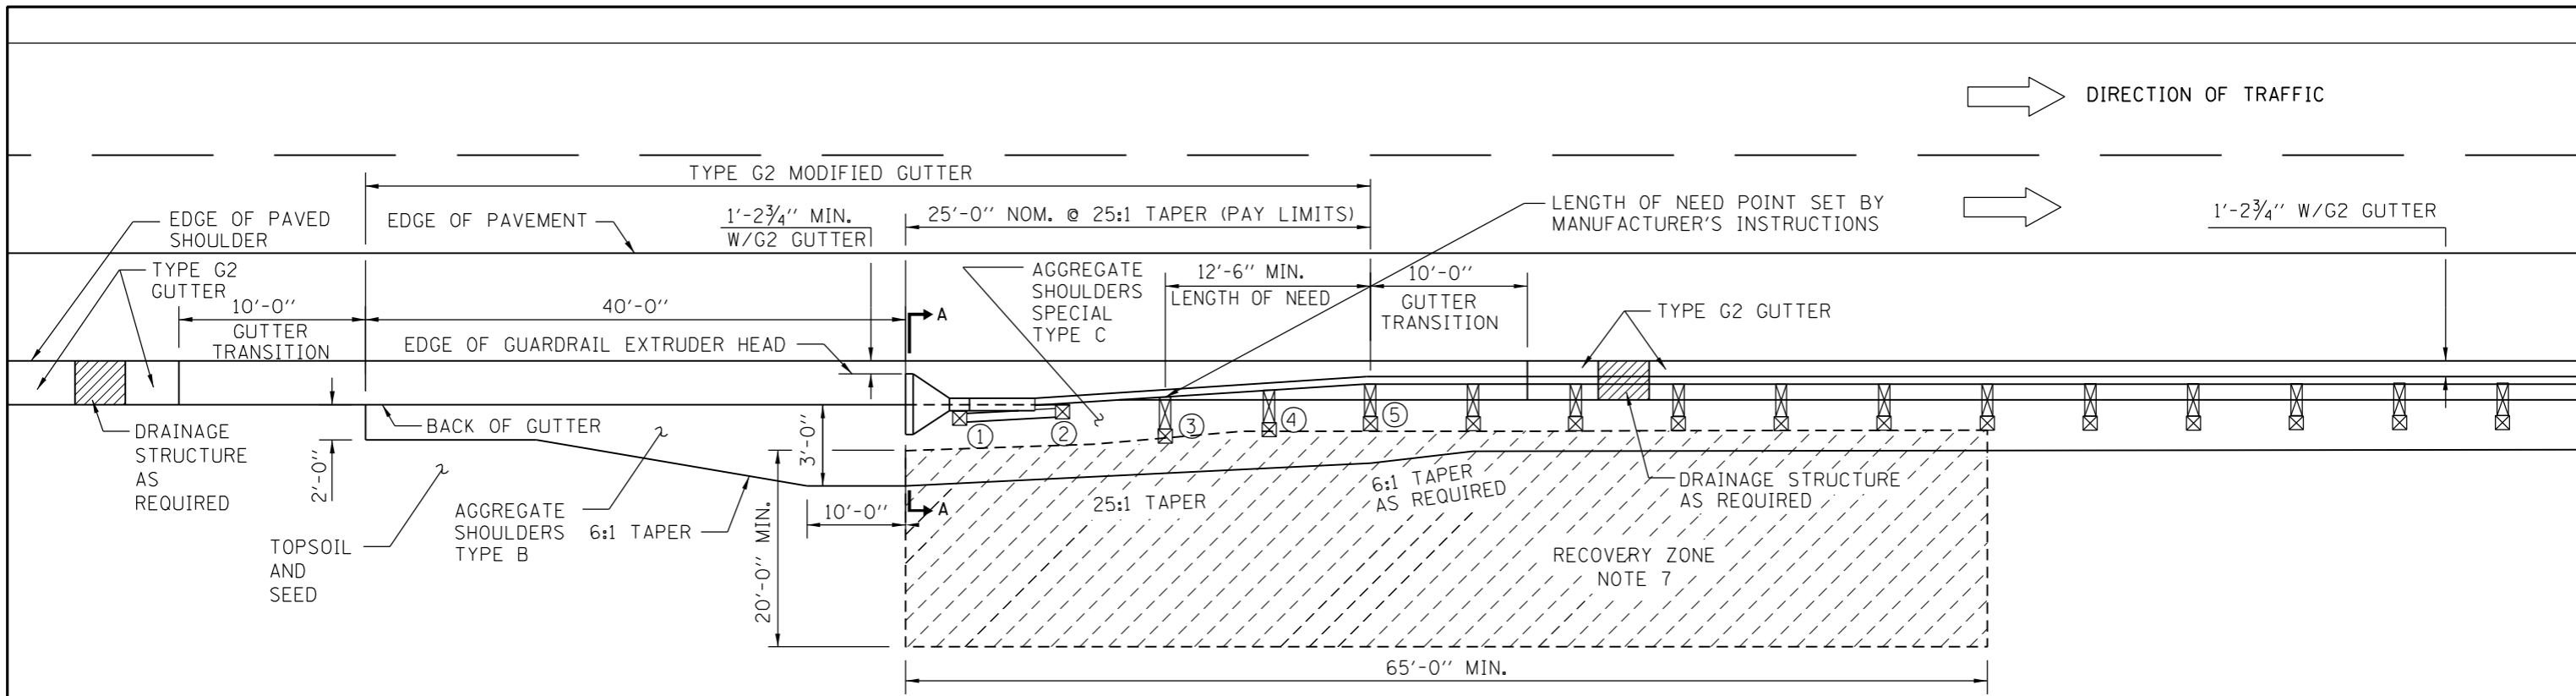 DIRECTION OF TRAFFIC
TYPE G2 MODIFIED GUTTER
EDGE OF PAVED
SHOULDER
EDGE OF PAVEMENT
1'-2¾'' MIN.
W/G2 GUTTER
25'-0'' NOM. @ 25:1 TAPER (PAY LIMITS)
LENGTH OF NEED POINT SET BY
MANUFACTURER'S INSTRUCTIONS
1'-2¾'' W/G2 GUTTER
TYPE G2
GUTTER
10'-0''
GUTTER
TRANSITION
40'-0''
AGGREGATE
SHOULDERS
SPECIAL
TYPE C
12'-6'' MIN.
LENGTH OF NEED
10'-0''
GUTTER
TRANSITION
TYPE G2 GUTTER
A
EDGE OF GUARDRAIL EXTRUDER HEAD
BACK OF GUTTER
1
2
3
4
5
DRAINAGE
STRUCTURE
AS
REQUIRED
2'-0''
3'-0''
20'-0'' MIN.
TOPSOIL
AND
SEED
AGGREGATE
SHOULDERS
TYPE B
6:1 TAPER
10'-0''
A
25:1 TAPER
6:1 TAPER
AS REQUIRED
DRAINAGE STRUCTURE
AS REQUIRED
RECOVERY ZONE
NOTE 7
65'-0'' MIN.